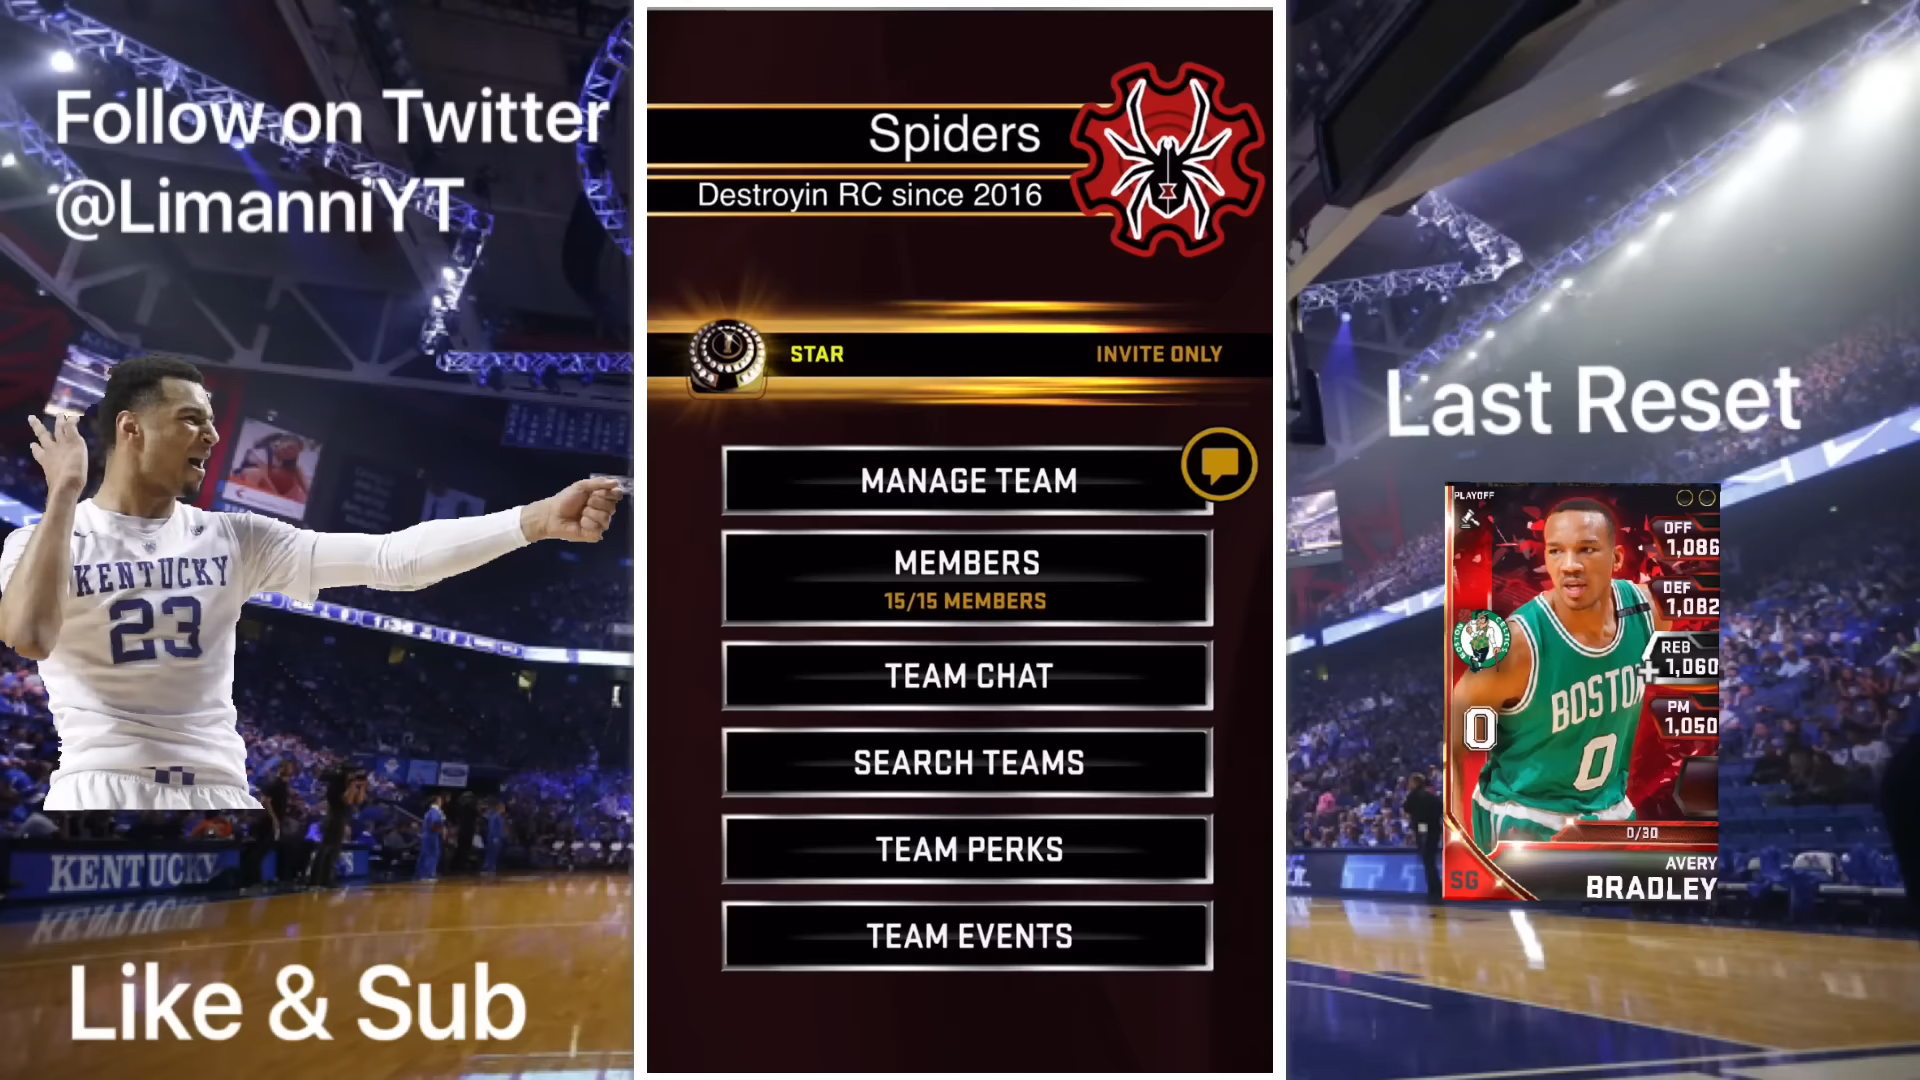 Follow on Twitter
@LimanniYT
KENTUCKY
23
KENTUCKY
Like & Sub
Spiders
Destroyin RC since 2016
STAR
INVITE ONLY
MANAGE TEAM
MEMBERS
15/15 MEMBERS
TEAM CHAT
SEARCH TEAMS
TEAM PERKS
TEAM EVENTS
Last Reset
PLAYOFF
OFF
1,086
DEF
1,082
REB
+1,060
PM
1,050
BOSTON CELTICS
0
BOSTON
0
0/30
SG
AVERY
BRADLEY